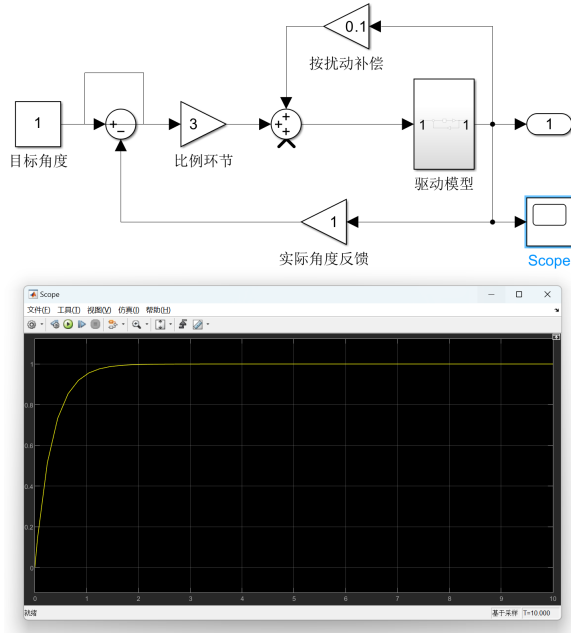 0.1
按扰动补偿
1
3
1 1
1
目标角度
比例环节
驱动模型
1
实际角度反馈
Scope
Scope
文件(F) 工具(T) 视图(V) 仿真(I) 帮助(H)
1
0.8
0.6
0.4
0.2
0
0 1 2 3 4 5 6 7 8 9 10
就绪
基于采样 T=10.000